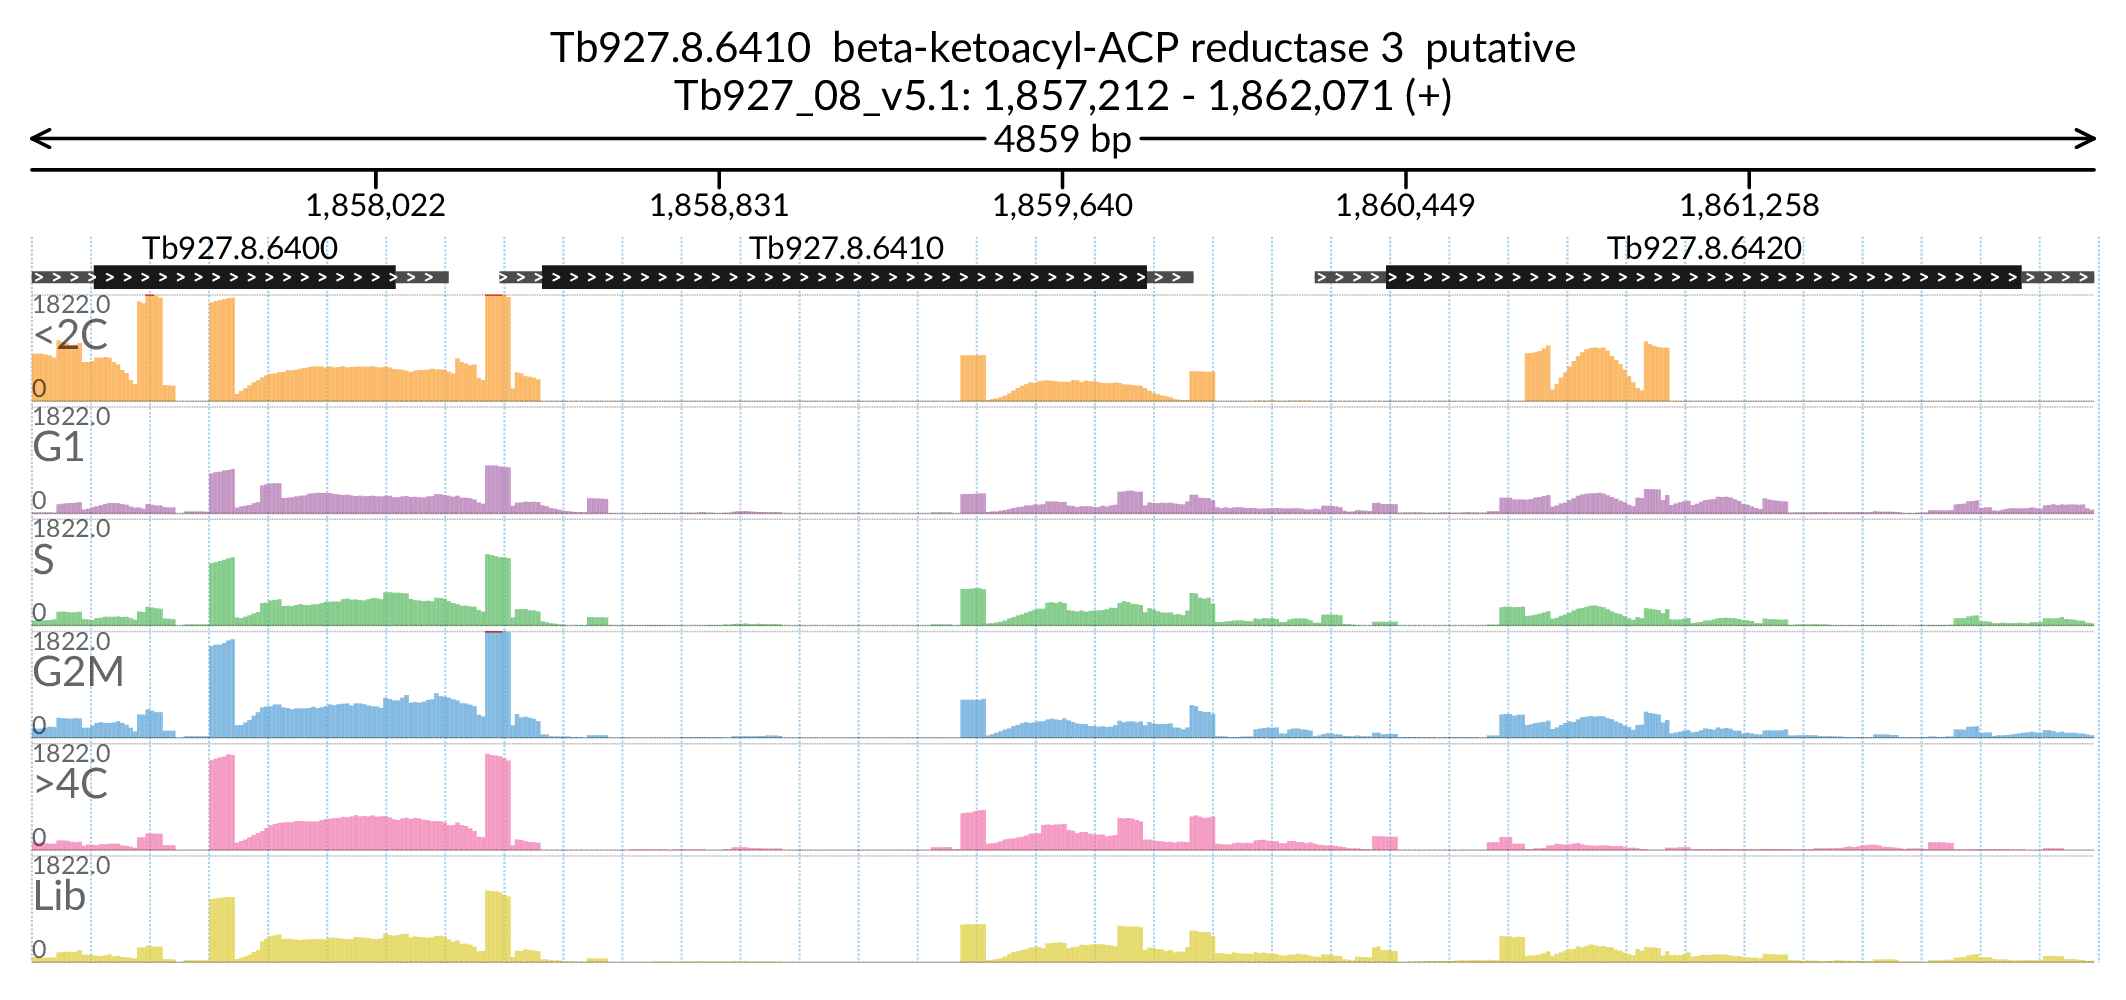 Tb927.8.6410  beta-ketoacyl-ACP reductase 3  putative
Tb927_08_v5.1: 1,857,212 - 1,862,071 (+)
4859 bp
1,858,022 1,858,831 1,859,640 1,860,449 1,861,258
Tb927.8.6400 Tb927.8.6410 Tb927.8.6420
1822.0
<2C
0
1822.0
G1
0
1822.0
S
0
1822.0
G2M
0
1822.0
>4C
0
1822.0
Lib
0